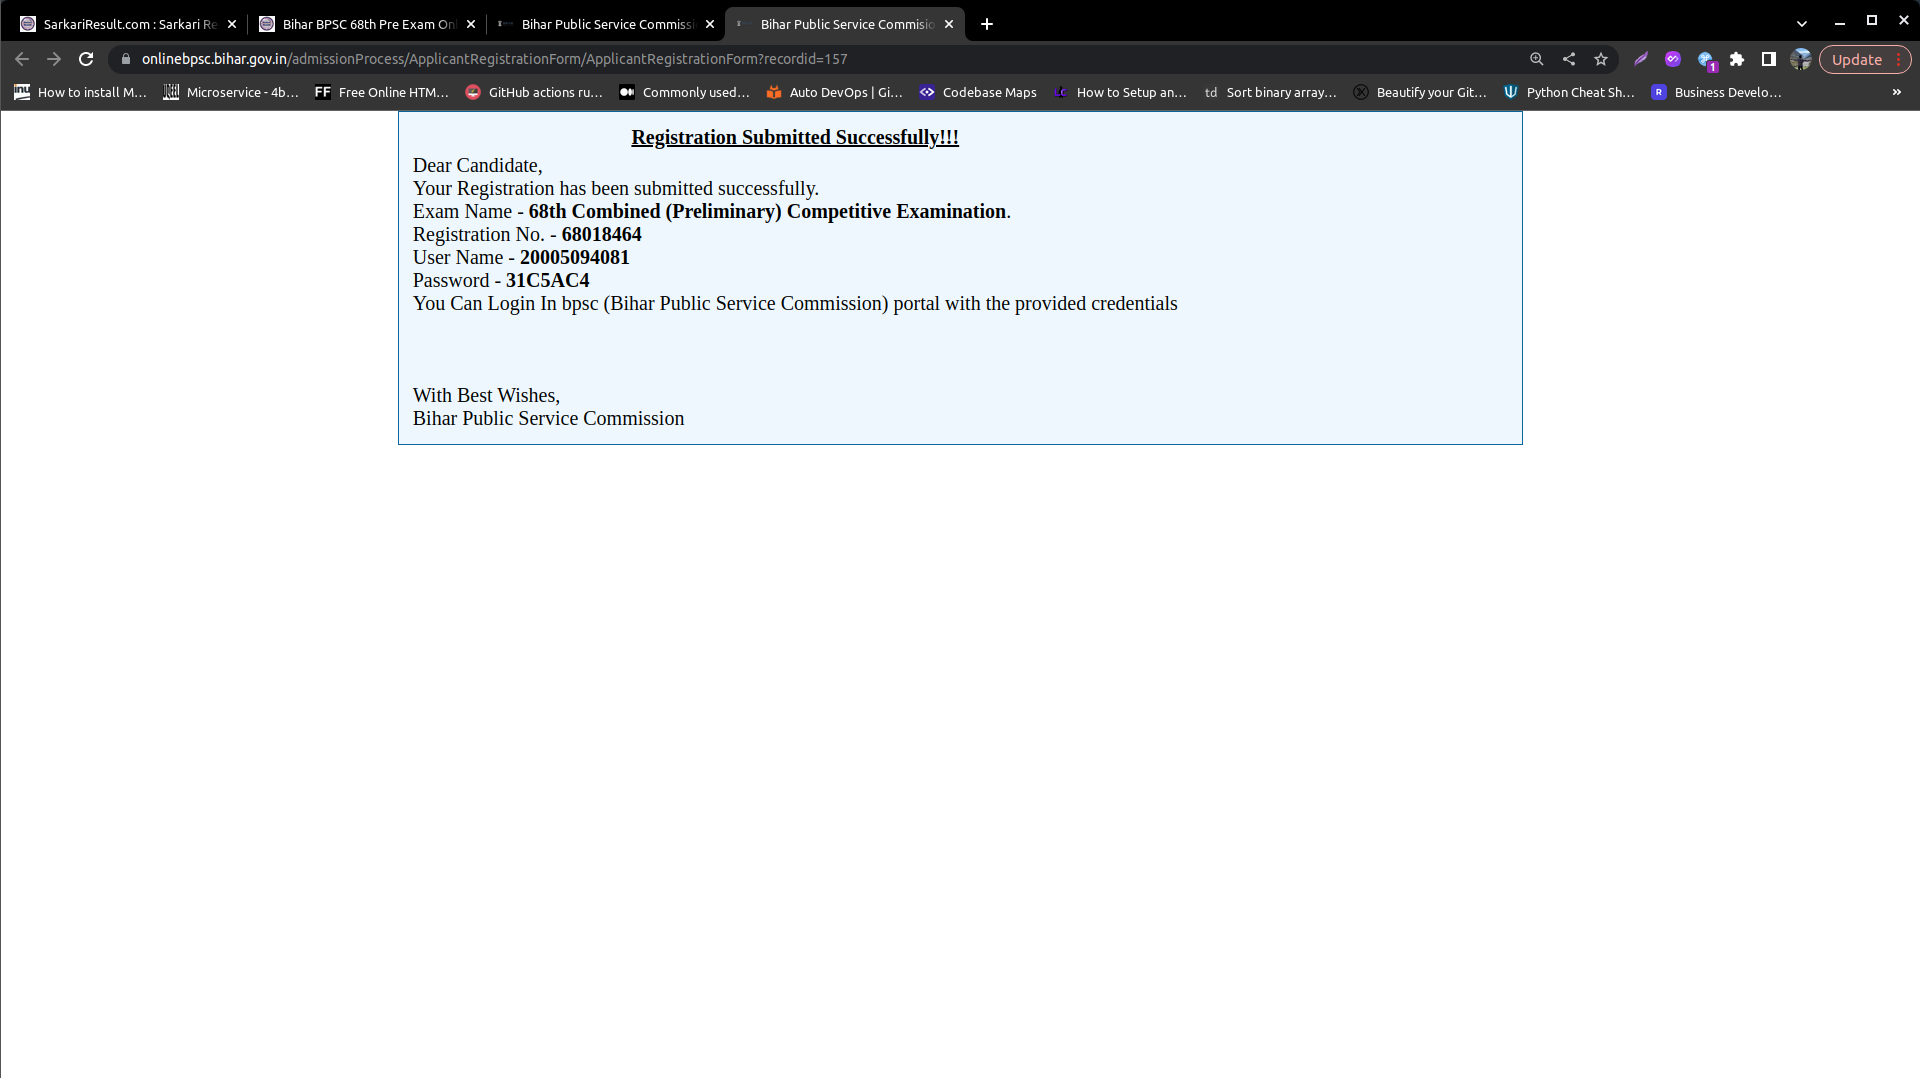 SarkariResult.com : Sarkari Re
Bihar BPSC 68th Pre Exam Onl
Bihar Public Service Commissi
Bihar Public Service Commisio
onlinebpsc.bihar.gov.in/admissionProcess/ApplicantRegistrationForm/ApplicantRegistrationForm?recordid=157
1
Update
How to install M…
Microservice - 4b…
FF Free Online HTM…
GitHub actions ru…
Commonly used…
Auto DevOps | Gi…
Codebase Maps
How to Setup an…
td Sort binary array…
Beautify your Git…
Python Cheat Sh…
R Business Develo…
»
Registration Submitted Successfully!!!
Dear Candidate,
Your Registration has been submitted successfully.
Exam Name - 68th Combined (Preliminary) Competitive Examination.
Registration No. - 68018464
User Name - 20005094081
Password - 31C5AC4
You Can Login In bpsc (Bihar Public Service Commission) portal with the provided credentials
With Best Wishes,
Bihar Public Service Commission